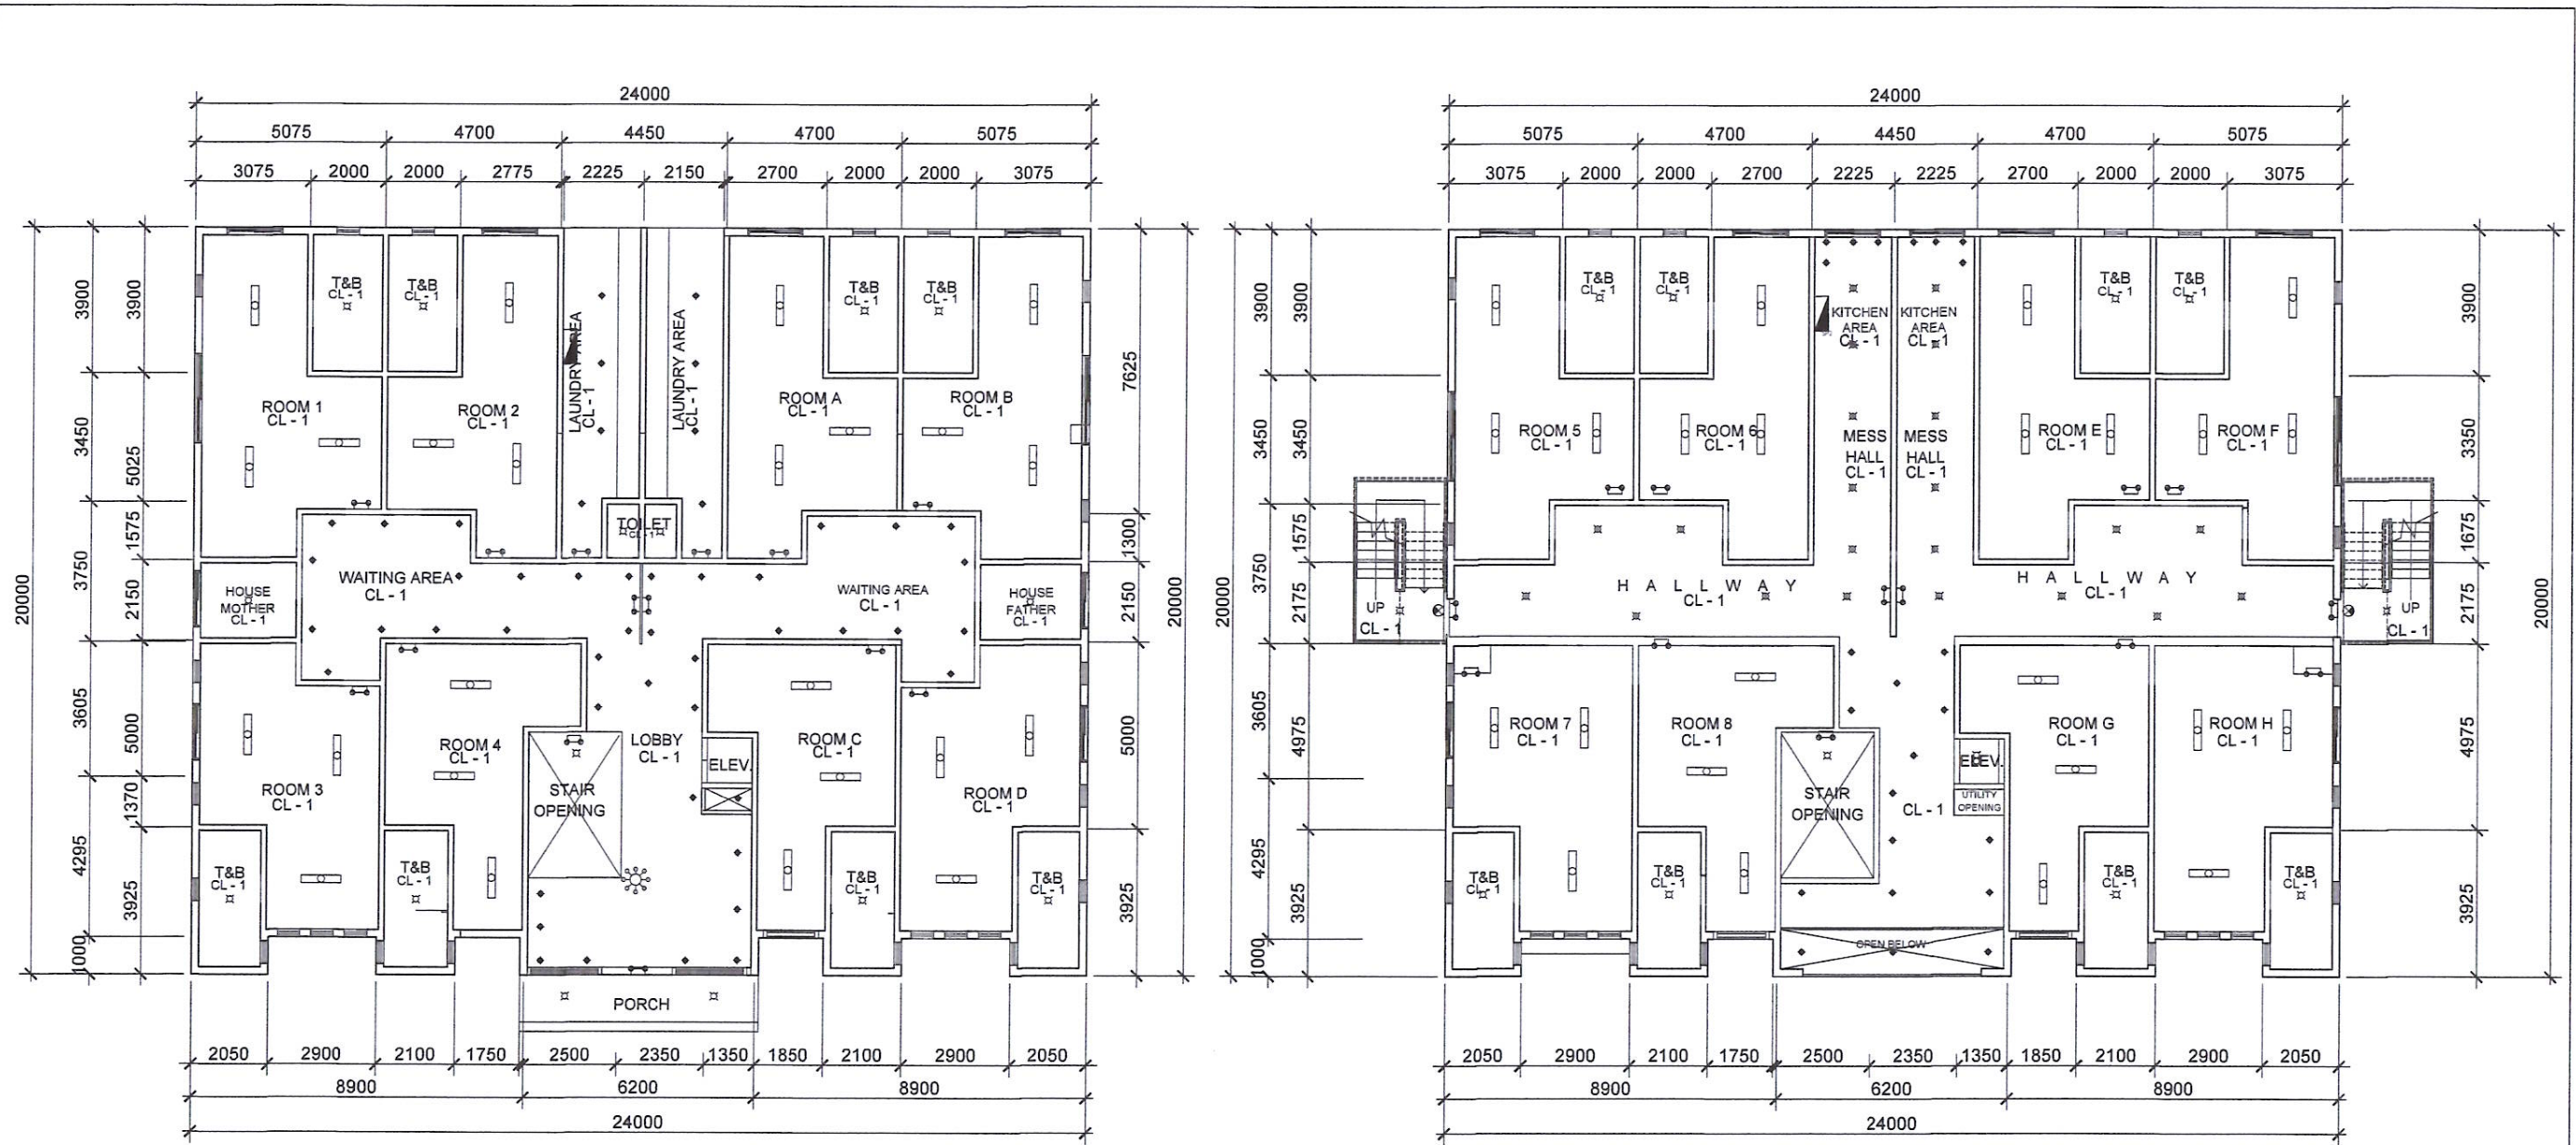 24000
5075 4700 4450 4700 5075
3075 2000 2000 2775 2225 2150 2700 2000 2000 3075
20000
3900
3450
3750
3605
4295
1000
3900
5025
1575
2150
5000
1370
3925
T&B
CL - 1
T&B
CL - 1
T&B
CL - 1
T&B
CL - 1
LAUNDRY AREA
CL - 1
LAUNDRY AREA
CL - 1
ROOM 1
CL - 1
ROOM 2
CL - 1
ROOM A
CL - 1
ROOM B
CL - 1
TOILET
CL - 1
HOUSE
MOTHER
CL - 1
WAITING AREA
CL - 1
WAITING AREA
CL - 1
HOUSE
FATHER
CL - 1
ROOM 3
CL - 1
ROOM 4
CL - 1
STAIR
OPENING
LOBBY
CL - 1
ELEV.
ROOM C
CL - 1
ROOM D
CL - 1
T&B
CL - 1
T&B
CL - 1
T&B
CL - 1
T&B
CL - 1
PORCH
7625
1300
2150
5000
3925
20000
2050 2900 2100 1750 2500 2350 1350 1850 2100 2900 2050
8900 6200 8900
24000
24000
5075 4700 4450 4700 5075
3075 2000 2000 2700 2225 2225 2700 2000 2000 3075
20000
3900
3450
3750
3605
4295
1000
3900
3450
1575
2175
4975
3925
T&B
CL - 1
T&B
CL - 1
T&B
CL - 1
T&B
CL - 1
KITCHEN
AREA
CL - 1
KITCHEN
AREA
CL - 1
ROOM 5
CL - 1
ROOM 6
CL - 1
MESS
HALL
CL - 1
MESS
HALL
CL - 1
ROOM E
CL - 1
ROOM F
CL - 1
UP
CL - 1
HALLWAY
CL - 1
HALLWAY
CL - 1
UP
CL - 1
ROOM 7
CL - 1
ROOM 8
CL - 1
STAIR
OPENING
CL - 1
ELEV.
UTILITY
OPENING
ROOM G
CL - 1
ROOM H
CL - 1
T&B
CL - 1
T&B
CL - 1
T&B
CL - 1
T&B
CL - 1
OPEN BELOW
3900
3350
1675
2175
4975
3925
20000
2050 2900 2100 1750 2500 2350 1350 1850 2100 2900 2050
8900 6200 8900
24000